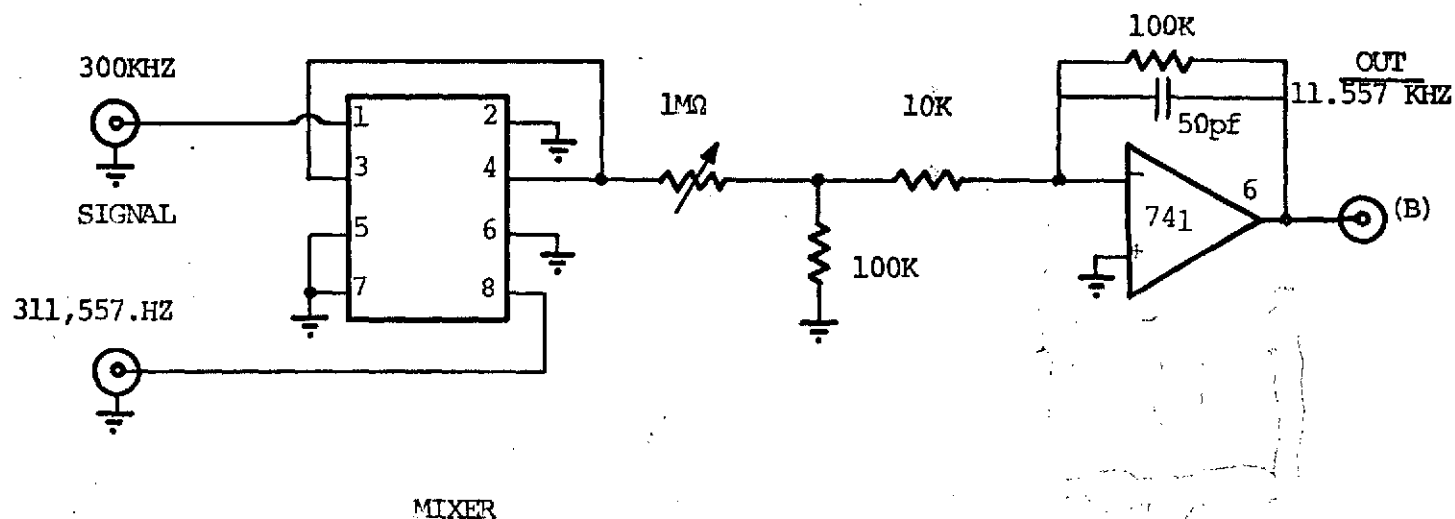 300KHZ
SIGNAL
311,557.HZ
1
2
3
4
5
6
7
8
1MΩ
100K
10K
100K
50pf
OUT
11.557 KHZ
-
+
741
6
(B)
MIXER